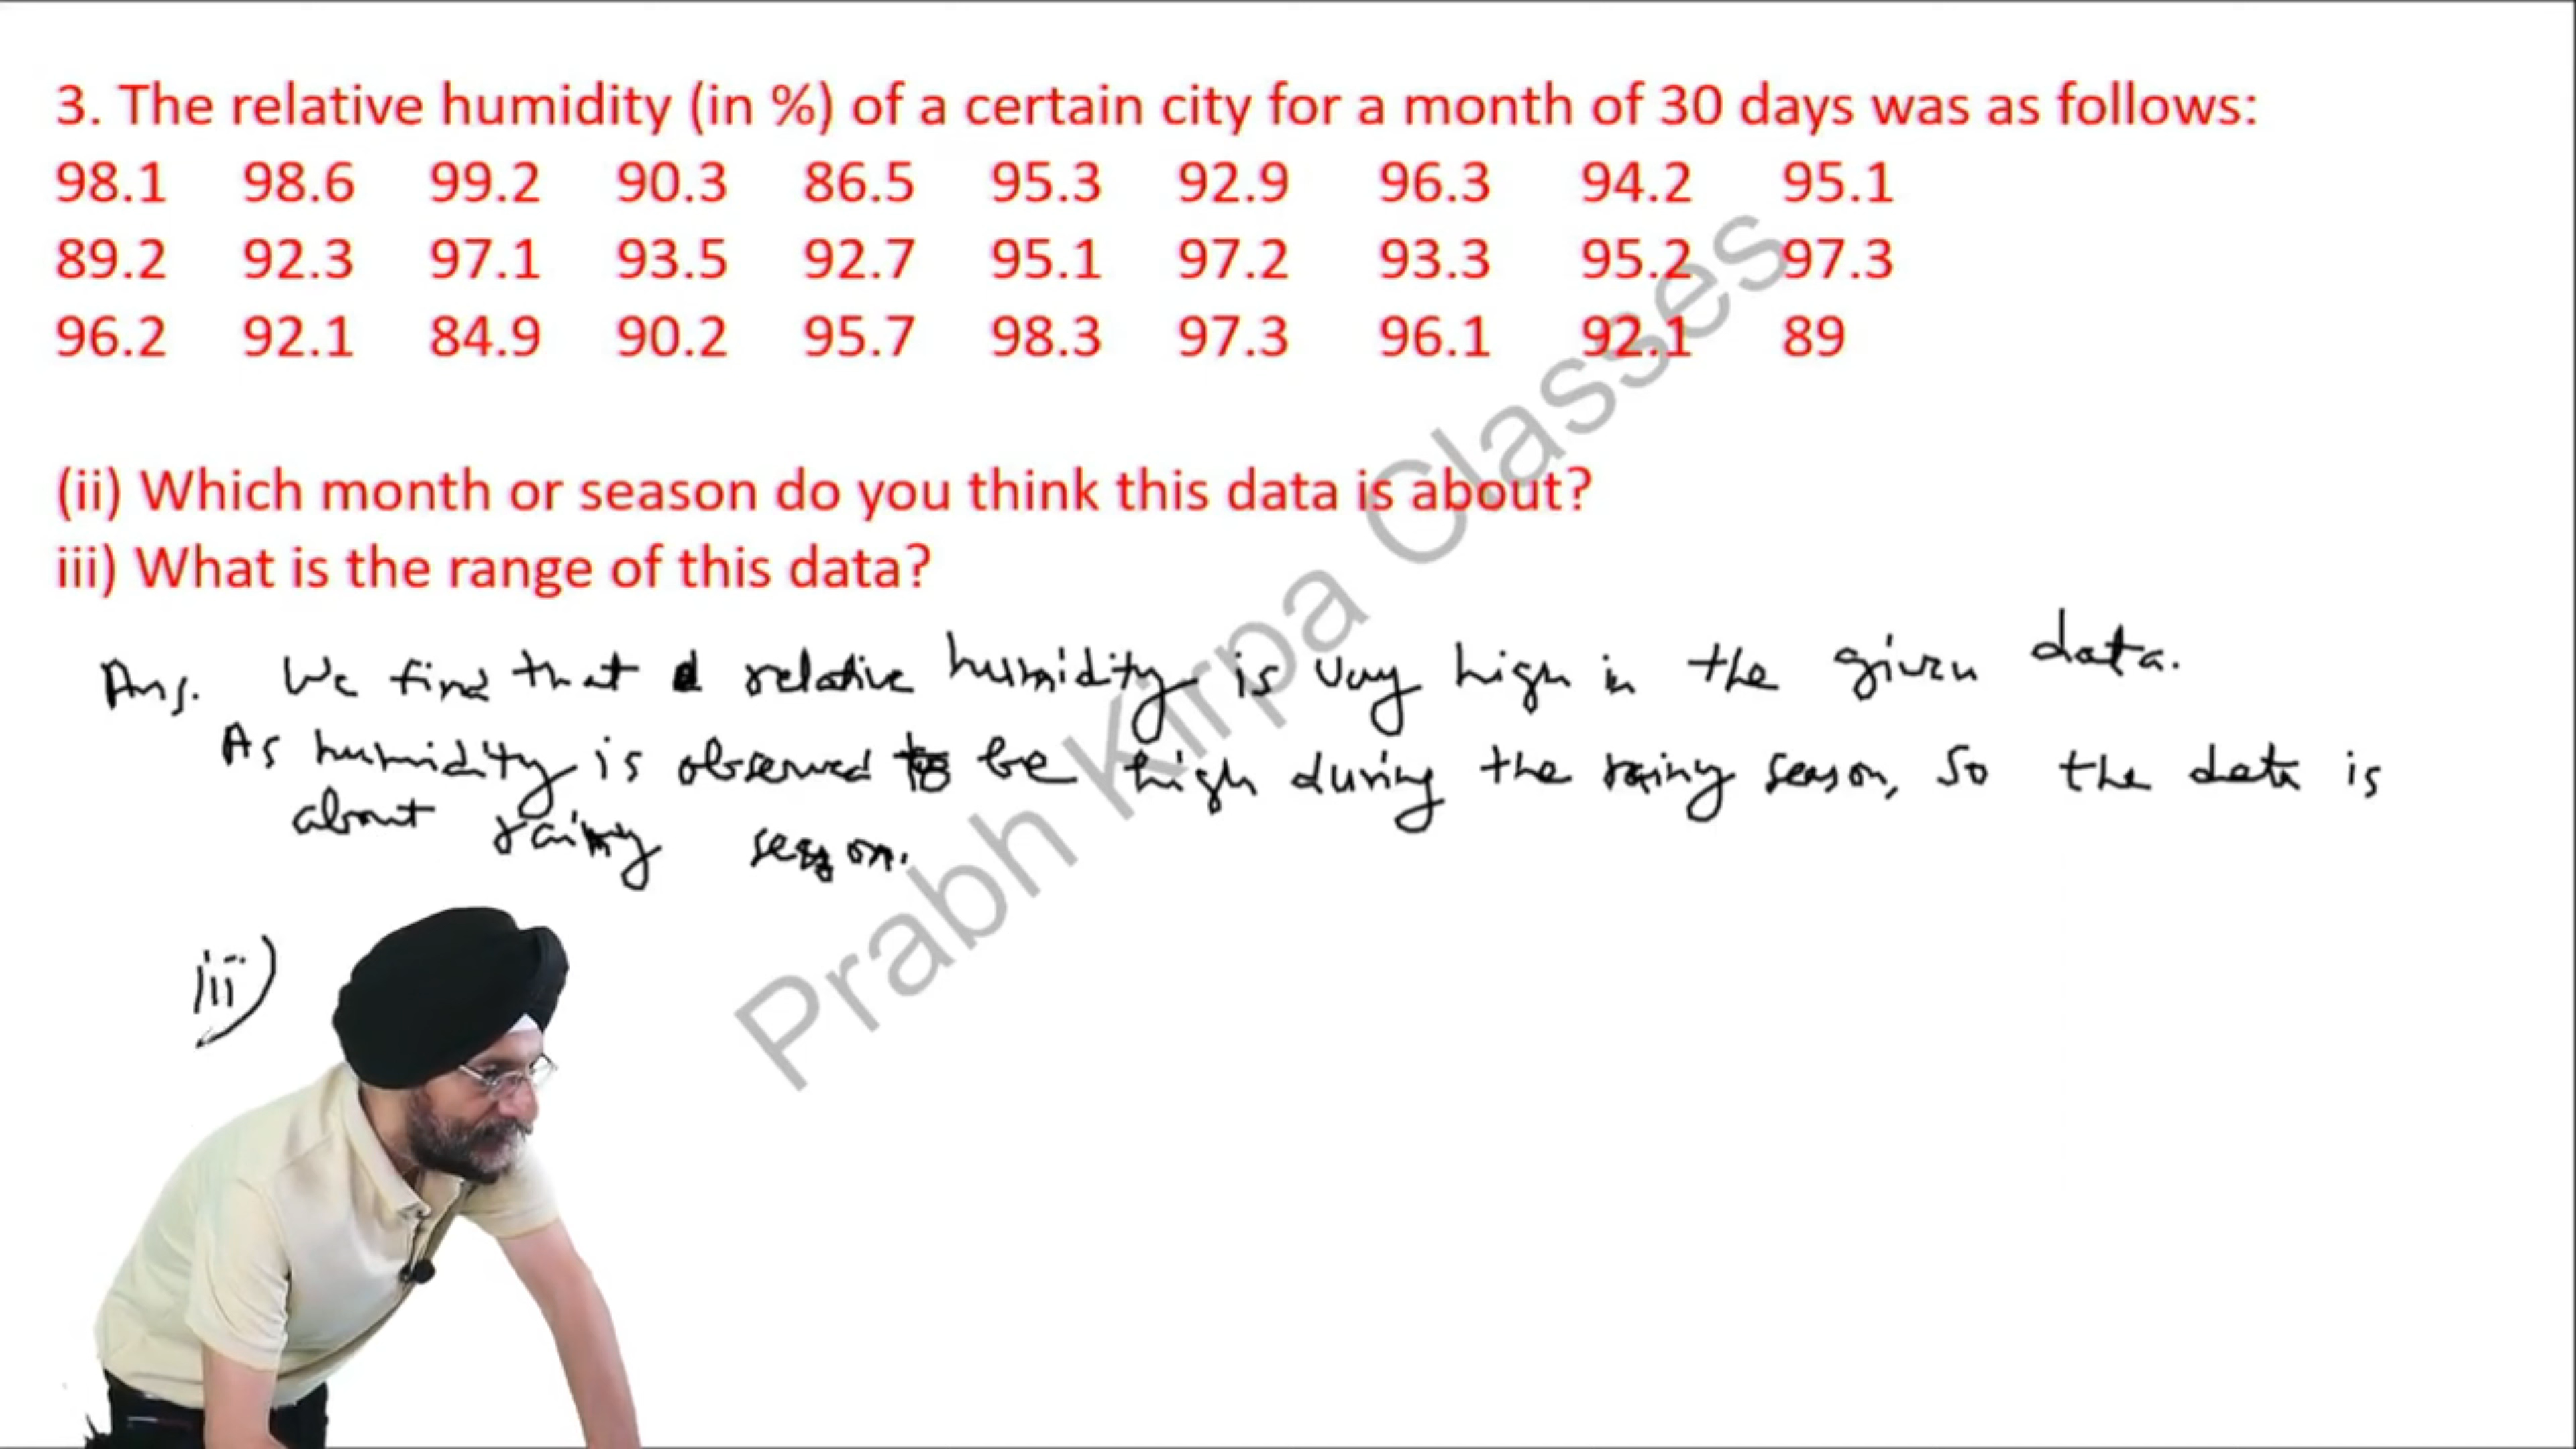 3. The relative humidity (in %) of a certain city for a month of 30 days was as follows:
98.1 98.6 99.2 90.3 86.5 95.3 92.9 96.3 94.2 95.1
89.2 92.3 97.1 93.5 92.7 95.1 97.2 93.3 95.2 97.3
96.2 92.1 84.9 90.2 95.7 98.3 97.3 96.1 92.1 89
(ii) Which month or season do you think this data is about?
iii) What is the range of this data?
Ans. We find that relative humidity is very high in the given data.
As humidity is observed to be high during the rainy season, so the data is
about rainy season.
iii)
Prabh Kirpa Classes